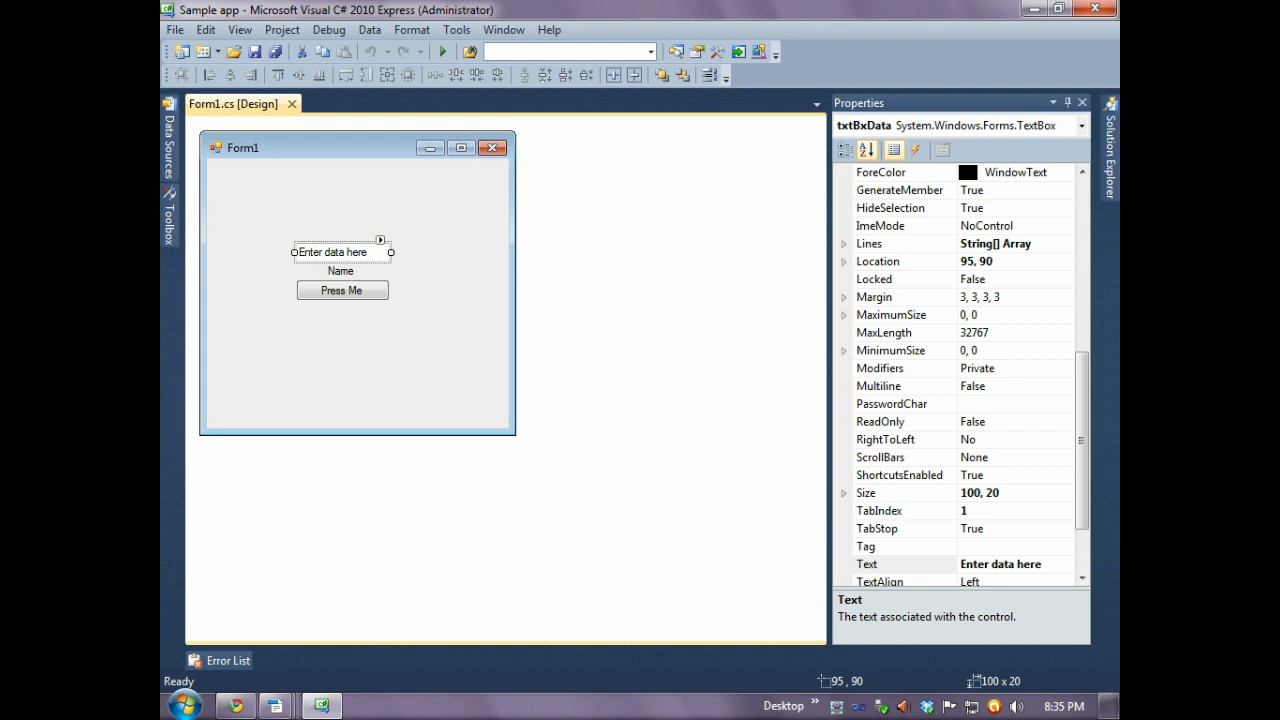 Sample app - Microsoft Visual C# 2010 Express (Administrator)
File Edit View Project Debug Data Format Tools Window Help
Form1.cs [Design]
Data Sources
Toolbox
Form1
Enter data here
Name
Press Me
Properties
txtBxData System.Windows.Forms.TextBox
ForeColor WindowText
GenerateMember True
HideSelection True
ImeMode NoControl
Lines String[] Array
Location 95, 90
Locked False
Margin 3, 3, 3, 3
MaximumSize 0, 0
MaxLength 32767
MinimumSize 0, 0
Modifiers Private
Multiline False
PasswordChar
ReadOnly False
RightToLeft No
ScrollBars None
ShortcutsEnabled True
Size 100, 20
TabIndex 1
TabStop True
Tag
Text Enter data here
TextAlign Left
Text
The text associated with the control.
Solution Explorer
Error List
Ready 95 , 90 100 x 20
Desktop » 8:35 PM